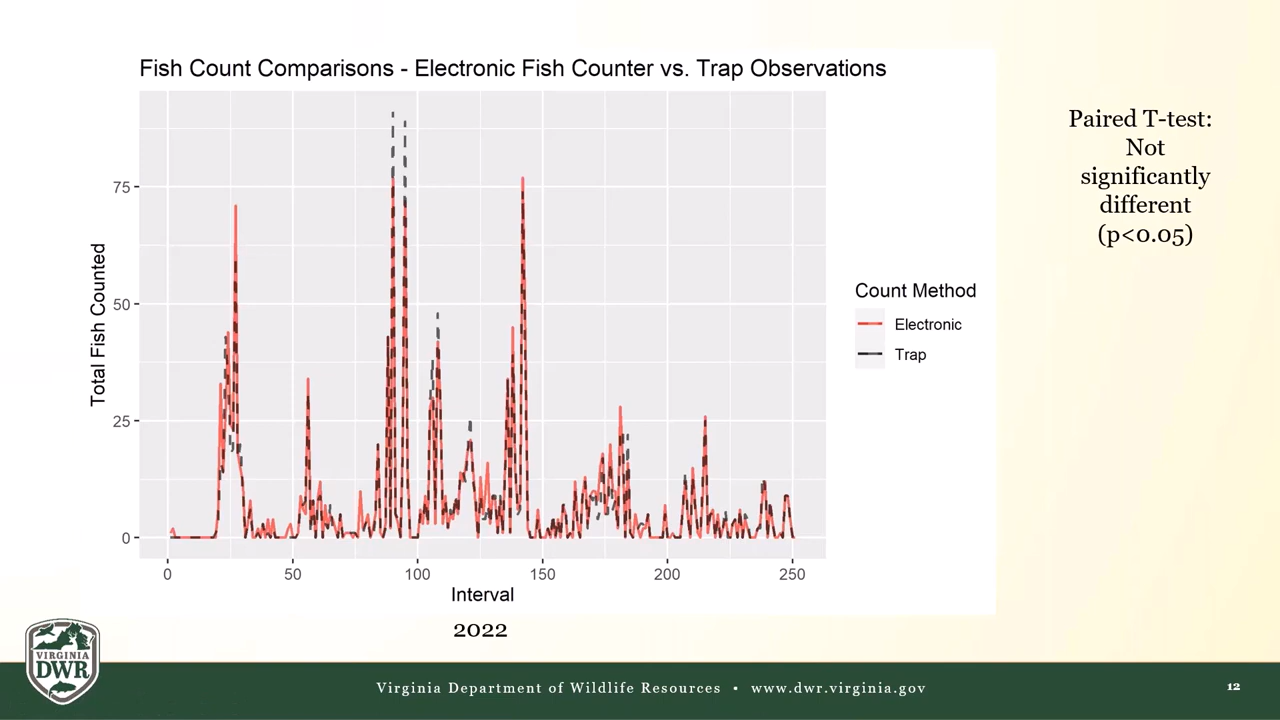 Fish Count Comparisons - Electronic Fish Counter vs. Trap Observations
Paired T-test:
Not
significantly
different
(p<0.05)
Total Fish Counted
75
50
25
0
0
50
100
150
200
250
Interval
Count Method
Electronic
Trap
2022
VIRGINIA
DWR
Virginia Department of Wildlife Resources • www.dwr.virginia.gov
12